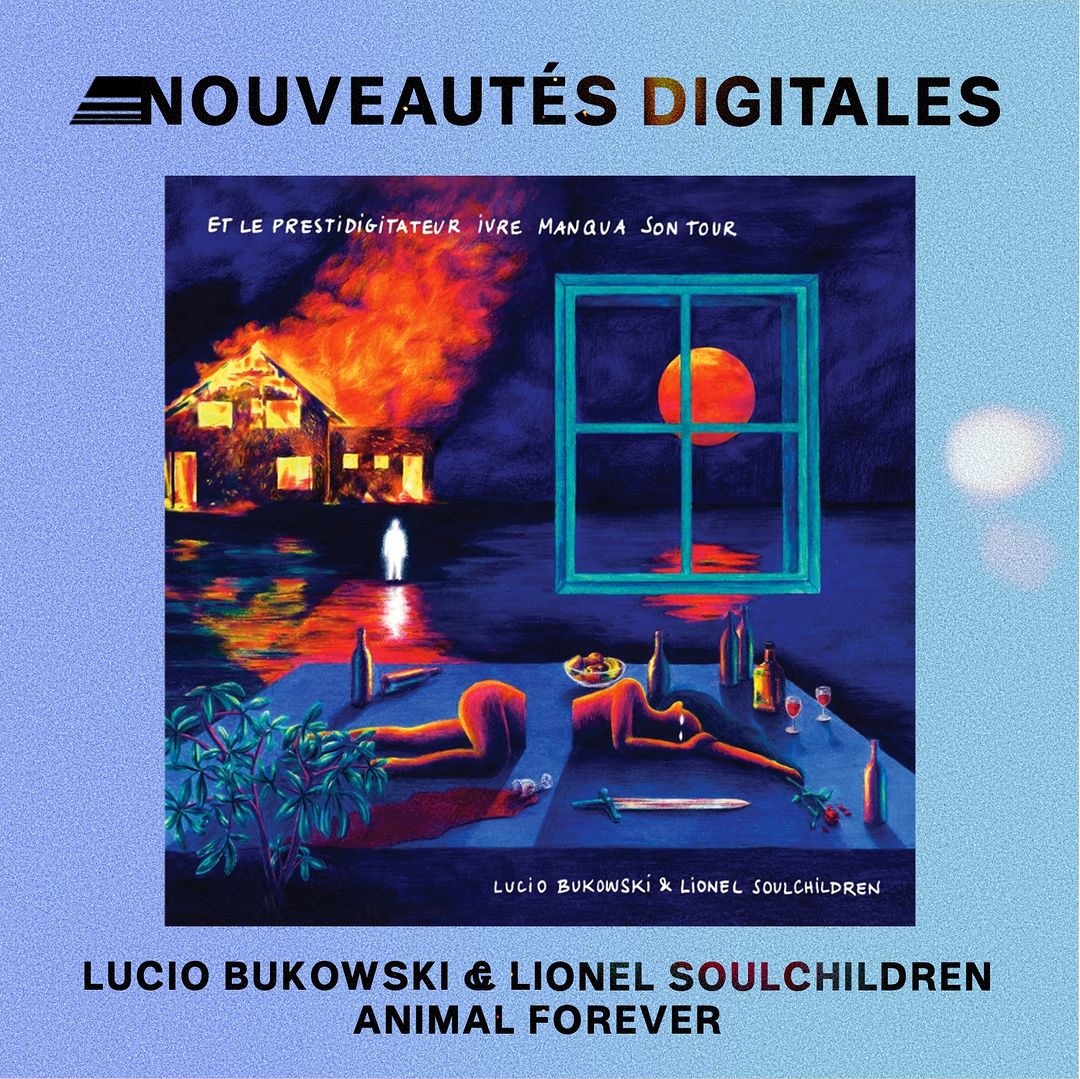 NOUVEAUTÉS DIGITALES
ET LE PRESTIDIGITATEUR IVRE MANQUA SON TOUR
LUCIO BUKOWSKI & LIONEL SOULCHILDREN
LUCIO BUKOWSKI & LIONEL SOULCHILDREN
ANIMAL FOREVER